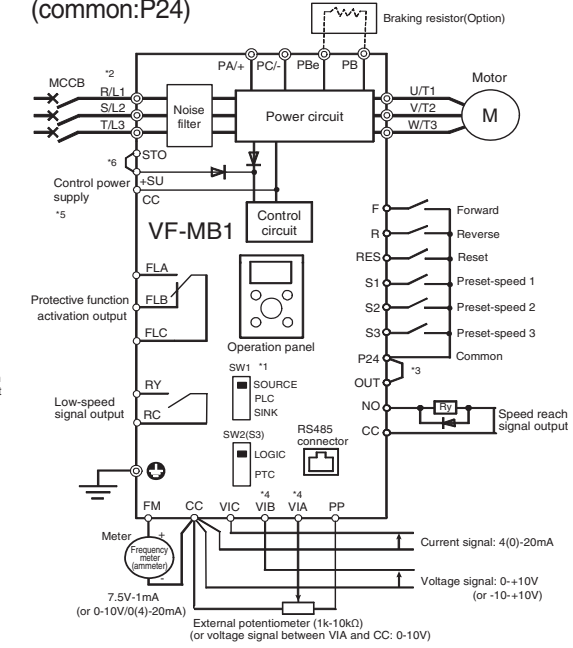 (common:P24)
Braking resistor(Option)
PA/+ PC/- PBe PB
MCCB
*2
R/L1
S/L2
T/L3
Noise
filter
Power circuit
U/T1
V/T2
W/T3
Motor
M
*6
STO
Control power
supply
*5
+SU
CC
Control
circuit
VF-MB1
F
Forward
R
Reverse
RES
Reset
S1
Preset-speed 1
S2
Preset-speed 2
S3
Preset-speed 3
P24
Common
*3
OUT
FLA
Protective function
activation output
FLB
FLC
Operation panel
SW1 *1
SOURCE
PLC
SINK
RY
Low-speed
signal output
RC
NO
Ry
CC
Speed reach
signal output
SW2(S3)
LOGIC
PTC
RS485
connector
*4 *4
FM CC VIC VIB VIA PP
Meter
+
Frequency
meter
(ammeter)
-
7.5V-1mA
(or 0-10V/0(4)-20mA)
Current signal: 4(0)-20mA
Voltage signal: 0-+10V
(or -10-+10V)
External potentiometer (1k-10kΩ)
(or voltage signal between VIA and CC: 0-10V)